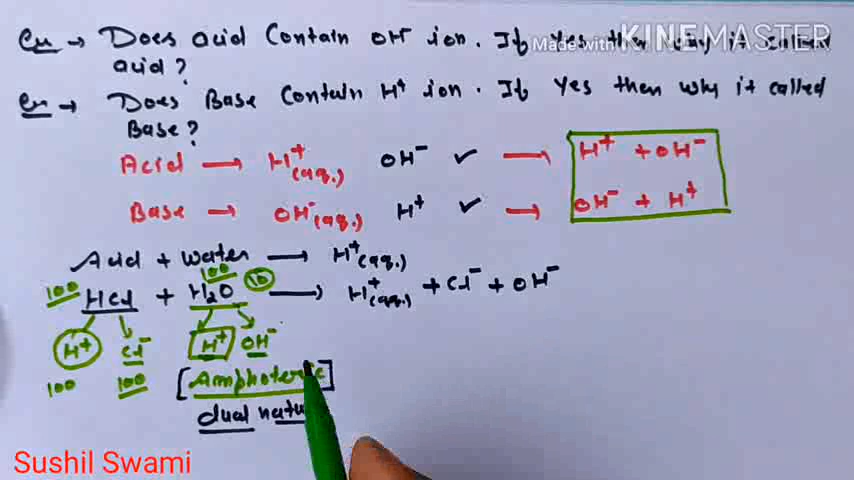 Qu → Does acid Contain OH⁻ ion. If Yes then why it called
acid?
Made with KINEMASTER
Qu → Does Base Contain H⁺ ion. If Yes then why it called
Base?
Acid → H⁺(aq.) OH⁻ ✓ → H⁺ + OH⁻
Base → OH⁻(aq.) H⁺ ✓ → OH⁻ + H⁺
Acid + Water → H⁺(aq.)
100 100 10
HCl + H₂O → H⁺(aq.) + Cl⁻ + OH⁻
H⁺ Cl⁻ H⁺ OH⁻
100 100 [Amphoteric]
dual
Sushil Swami